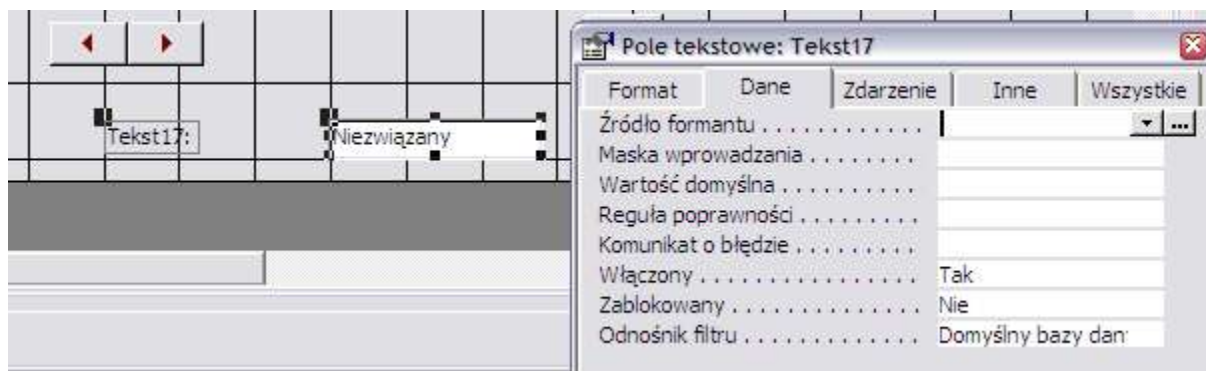 Tekst17:
Niezwiązany
Pole tekstowe: Tekst17
Format Dane Zdarzenie Inne Wszystkie
Źródło formantu . . . . . . . . . . . . ...
Maska wprowadzania . . . . . . . .
Wartość domyślna . . . . . . . . . .
Reguła poprawności . . . . . . . . .
Komunikat o błędzie . . . . . . . . .
Włączony . . . . . . . . . . . . . . . . . Tak
Zablokowany . . . . . . . . . . . . . . Nie
Odnośnik filtru . . . . . . . . . . . . . Domyślny bazy dan